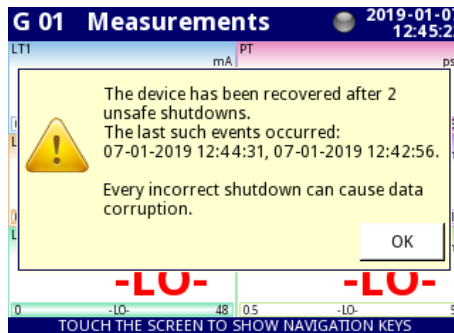 G 01 Measurements 2019-01-07
12:45:2
LT1 PT
mA ps
The device has been recovered after 2
unsafe shutdowns.
The last such events occurred:
07-01-2019 12:44:31, 07-01-2019 12:42:56.
Every incorrect shutdown can cause data
corruption.
OK
-LO- -LO-
0 -LO- 48 0.5 -LO- 5
TOUCH THE SCREEN TO SHOW NAVIGATION KEYS